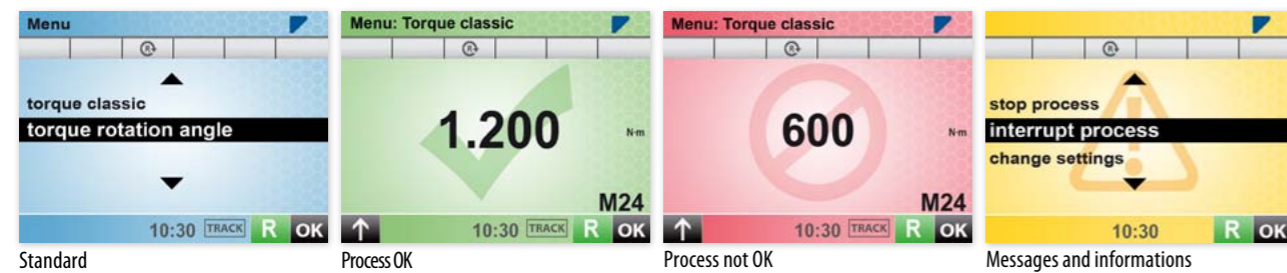 Menu
R
torque classic
torque rotation angle
10:30 TRACK R OK
Standard
Menu: Torque classic
R
1.200 N·m
M24
10:30 TRACK R OK
Process OK
Menu: Torque classic
R
600 N·m
M24
10:30 TRACK R OK
Process not OK
R
stop process
interrupt process
change settings
10:30 R OK
Messages and informations